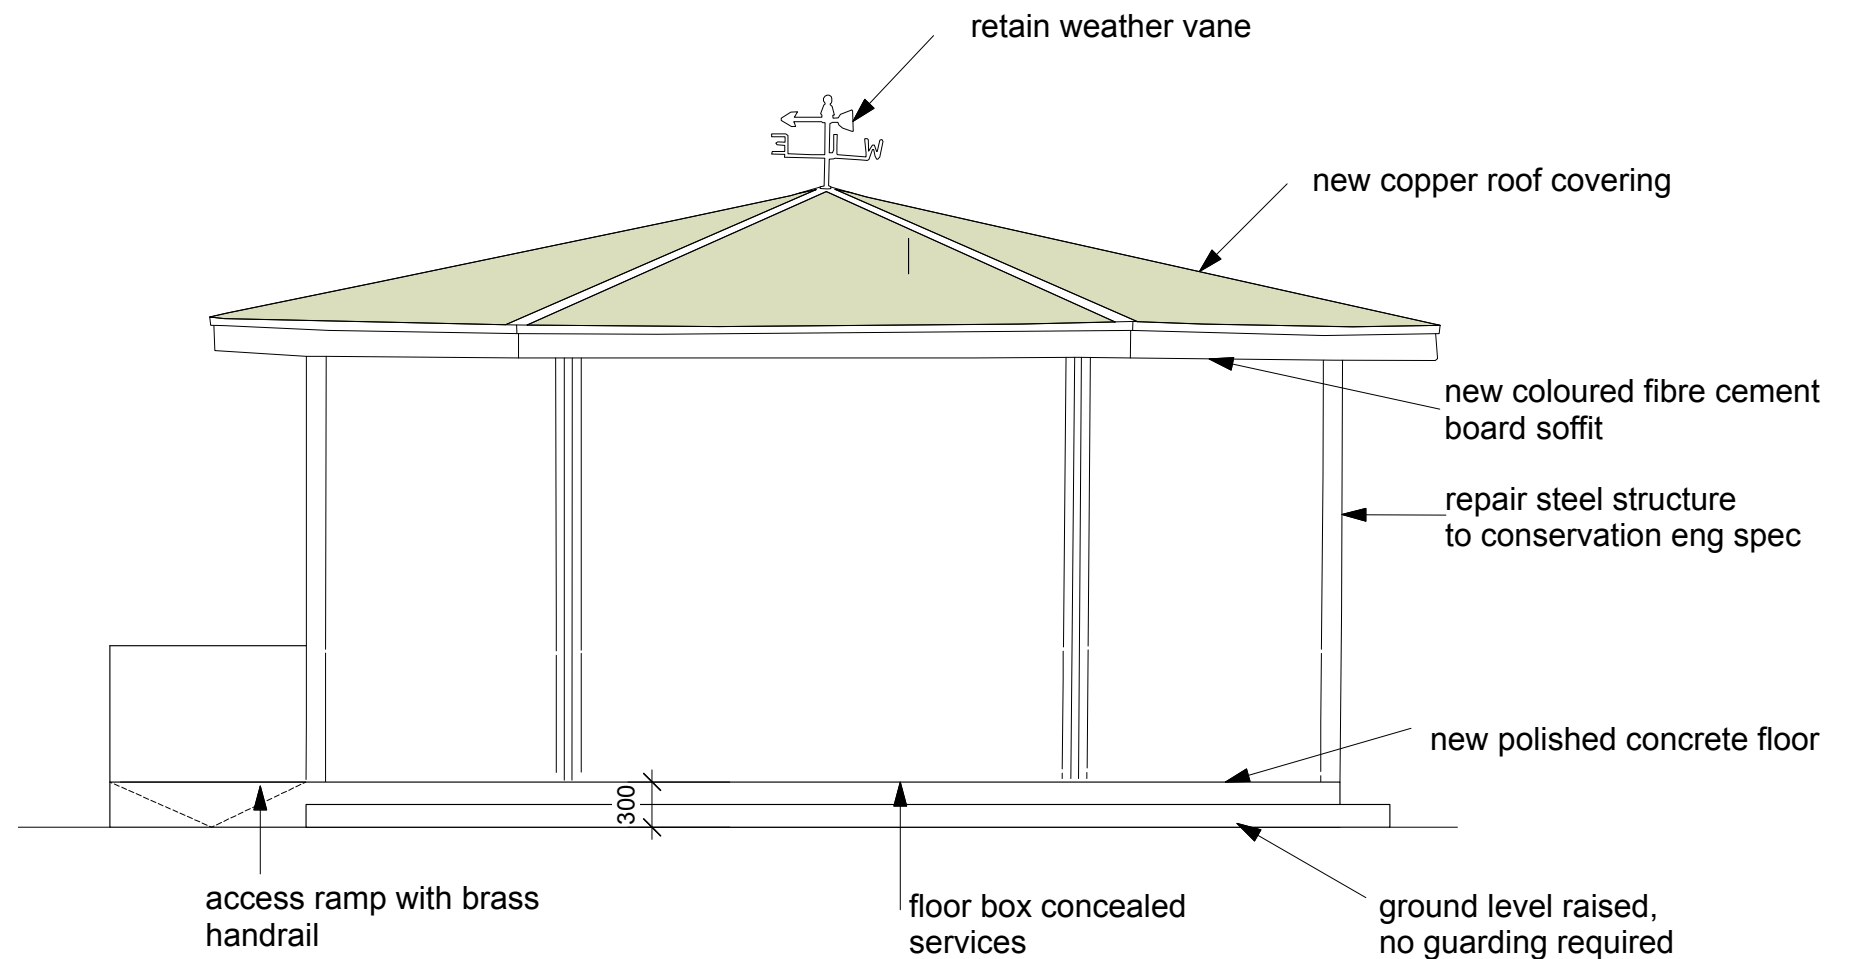 retain weather vane
E W
new copper roof covering
new coloured fibre cement
board soffit
repair steel structure
to conservation eng spec
new polished concrete floor
300
access ramp with brass
handrail
floor box concealed
services
ground level raised,
no guarding required